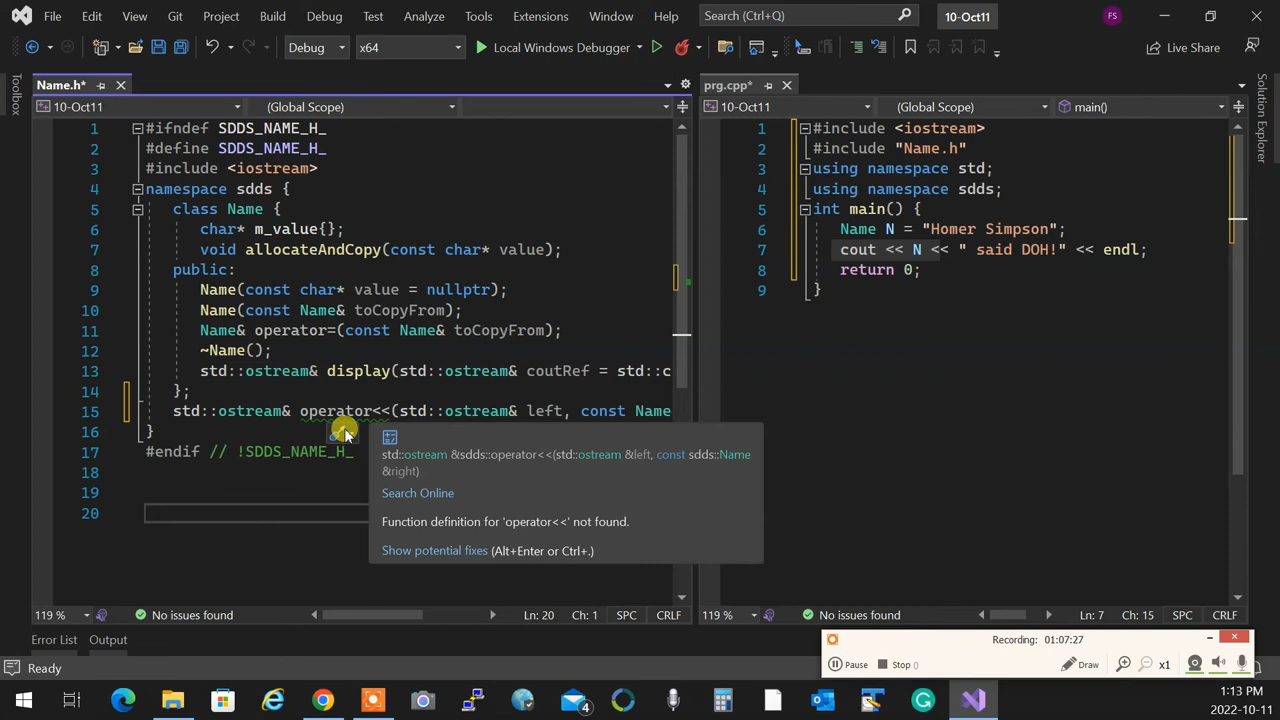 File Edit View Git Project Build Debug Test Analyze Tools Extensions Window Help Search (Ctrl+Q) 10-Oct11 FS
Debug x64 Local Windows Debugger Live Share
Toolbox
Name.h*
10-Oct11 (Global Scope)
1 #ifndef SDDS_NAME_H_
2 #define SDDS_NAME_H_
3 #include <iostream>
4 namespace sdds {
5 class Name {
6 char* m_value{};
7 void allocateAndCopy(const char* value);
8 public:
9 Name(const char* value = nullptr);
10 Name(const Name& toCopyFrom);
11 Name& operator=(const Name& toCopyFrom);
12 ~Name();
13 std::ostream& display(std::ostream& coutRef = std::c
14 };
15 std::ostream& operator<<(std::ostream& left, const Name
16 }
17 #endif // !SDDS_NAME_H_
18
19
20
std::ostream &sdds::operator<<(std::ostream &left, const sdds::Name
&right)
Search Online
Function definition for 'operator<<' not found.
Show potential fixes (Alt+Enter or Ctrl+.)
119 % No issues found Ln: 20 Ch: 1 SPC CRLF
prg.cpp*
10-Oct11 (Global Scope) main()
1 #include <iostream>
2 #include "Name.h"
3 using namespace std;
4 using namespace sdds;
5 int main() {
6 Name N = "Homer Simpson";
7 cout << N << " said DOH!" << endl;
8 return 0;
9 }
119 % No issues found Ln: 7 Ch: 15 SPC CRLF
Solution Explorer
Error List Output
Recording: 01:07:27
Pause Stop () Draw x1
Ready
4
1:13 PM
2022-10-11